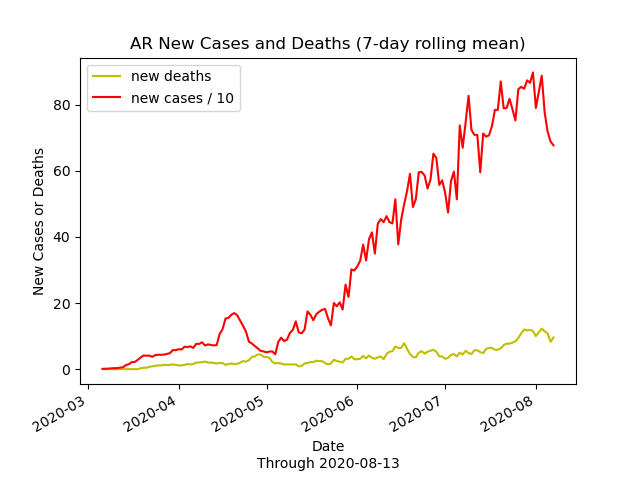 AR New Cases and Deaths (7-day rolling mean)
new deaths
new cases / 10
New Cases or Deaths
80
60
40
20
0
2020-03
2020-04
2020-05
2020-06
2020-07
2020-08
Date
Through 2020-08-13